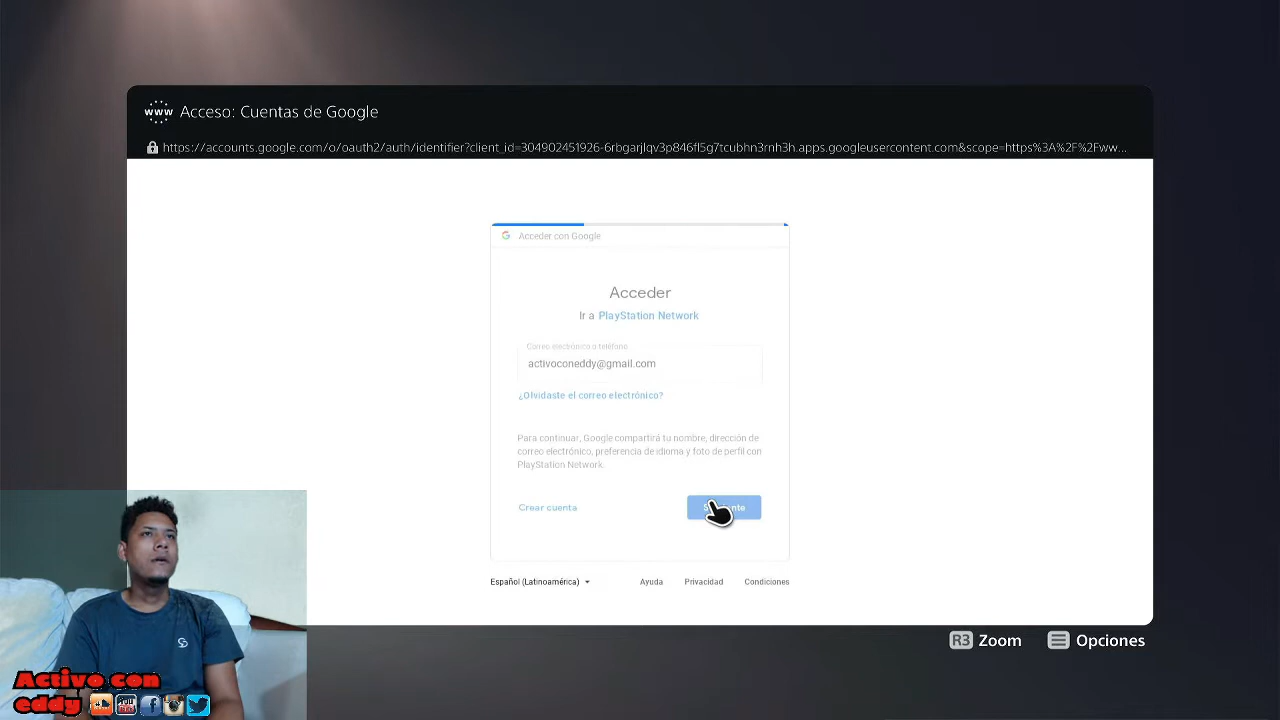 www Acceso: Cuentas de Google
https://accounts.google.com/o/oauth2/auth/identifier?client_id=304902451926-6rbgarjlqv3p846fl5g7tcubhn3rnh3h.apps.googleusercontent.com&scope=https%3A%2F%2Fww...
G Acceder con Google
Acceder
Ir a PlayStation Network
Correo electrónico o teléfono
activoconeddy@gmail.com
¿Olvidaste el correo electrónico?
Para continuar, Google compartirá tu nombre, dirección de
correo electrónico, preferencia de idioma y foto de perfil con
PlayStation Network.
Crear cuenta
Español (Latinoamérica) Ayuda Privacidad Condiciones
R3 Zoom Opciones
Activo con
eddy